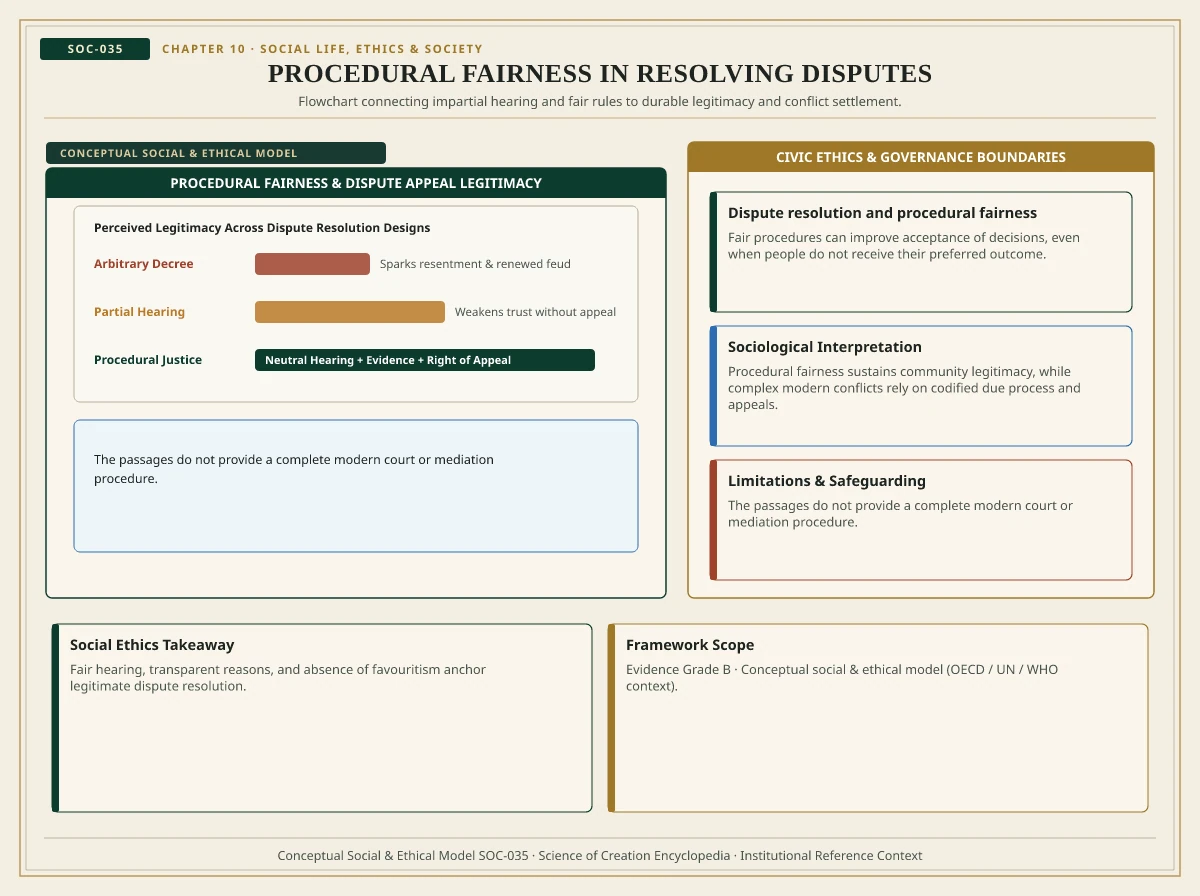 SOC-035
CHAPTER 10 · SOCIAL LIFE, ETHICS & SOCIETY
PROCEDURAL FAIRNESS IN RESOLVING DISPUTES
Flowchart connecting impartial hearing and fair rules to durable legitimacy and conflict settlement.
CONCEPTUAL SOCIAL & ETHICAL MODEL
PROCEDURAL FAIRNESS & DISPUTE APPEAL LEGITIMACY
Perceived Legitimacy Across Dispute Resolution Designs
Arbitrary Decree
Sparks resentment & renewed feud
Partial Hearing
Weakens trust without appeal
Procedural Justice
Neutral Hearing + Evidence + Right of Appeal
The passages do not provide a complete modern court or mediation
procedure.
CIVIC ETHICS & GOVERNANCE BOUNDARIES
Dispute resolution and procedural fairness
Fair procedures can improve acceptance of decisions, even
when people do not receive their preferred outcome.
Sociological Interpretation
Procedural fairness sustains community legitimacy, while
complex modern conflicts rely on codified due process and
appeals.
Limitations & Safeguarding
The passages do not provide a complete modern court or
mediation procedure.
Social Ethics Takeaway
Fair hearing, transparent reasons, and absence of favouritism anchor
legitimate dispute resolution.
Framework Scope
Evidence Grade B · Conceptual social & ethical model (OECD / UN / WHO
context).
Conceptual Social & Ethical Model SOC-035 · Science of Creation Encyclopedia · Institutional Reference Context